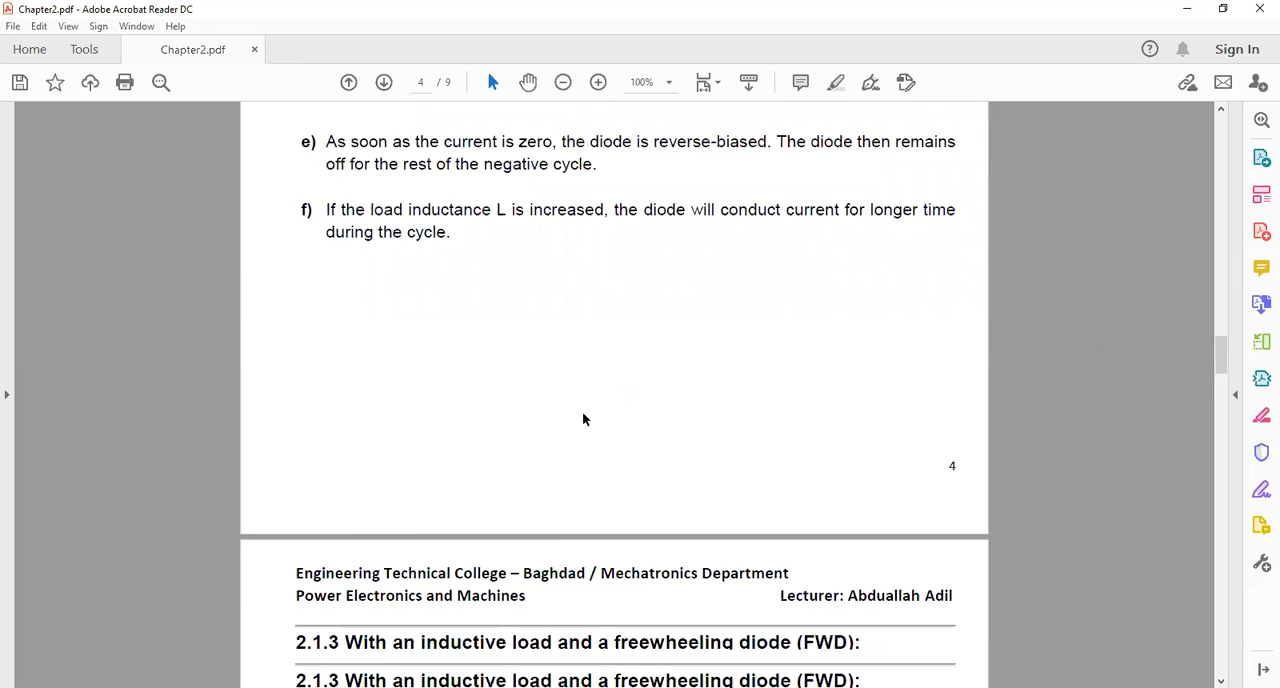 Chapter2.pdf - Adobe Acrobat Reader DC
File Edit View Sign Window Help
Home Tools Chapter2.pdf × ? Sign In
4 / 9 100%
e) As soon as the current is zero, the diode is reverse-biased. The diode then remains
off for the rest of the negative cycle.
f) If the load inductance L is increased, the diode will conduct current for longer time
during the cycle.
4
Engineering Technical College – Baghdad / Mechatronics Department
Power Electronics and Machines Lecturer: Abduallah Adil
2.1.3 With an inductive load and a freewheeling diode (FWD):
2.1.3 With an inductive load and a freewheeling diode (FWD):